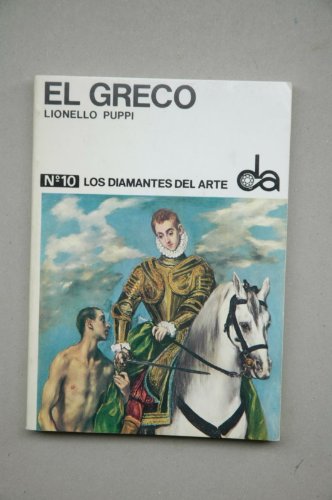 EL GRECO
LIONELLO PUPPI
Nº10 LOS DIAMANTES DEL ARTE
da